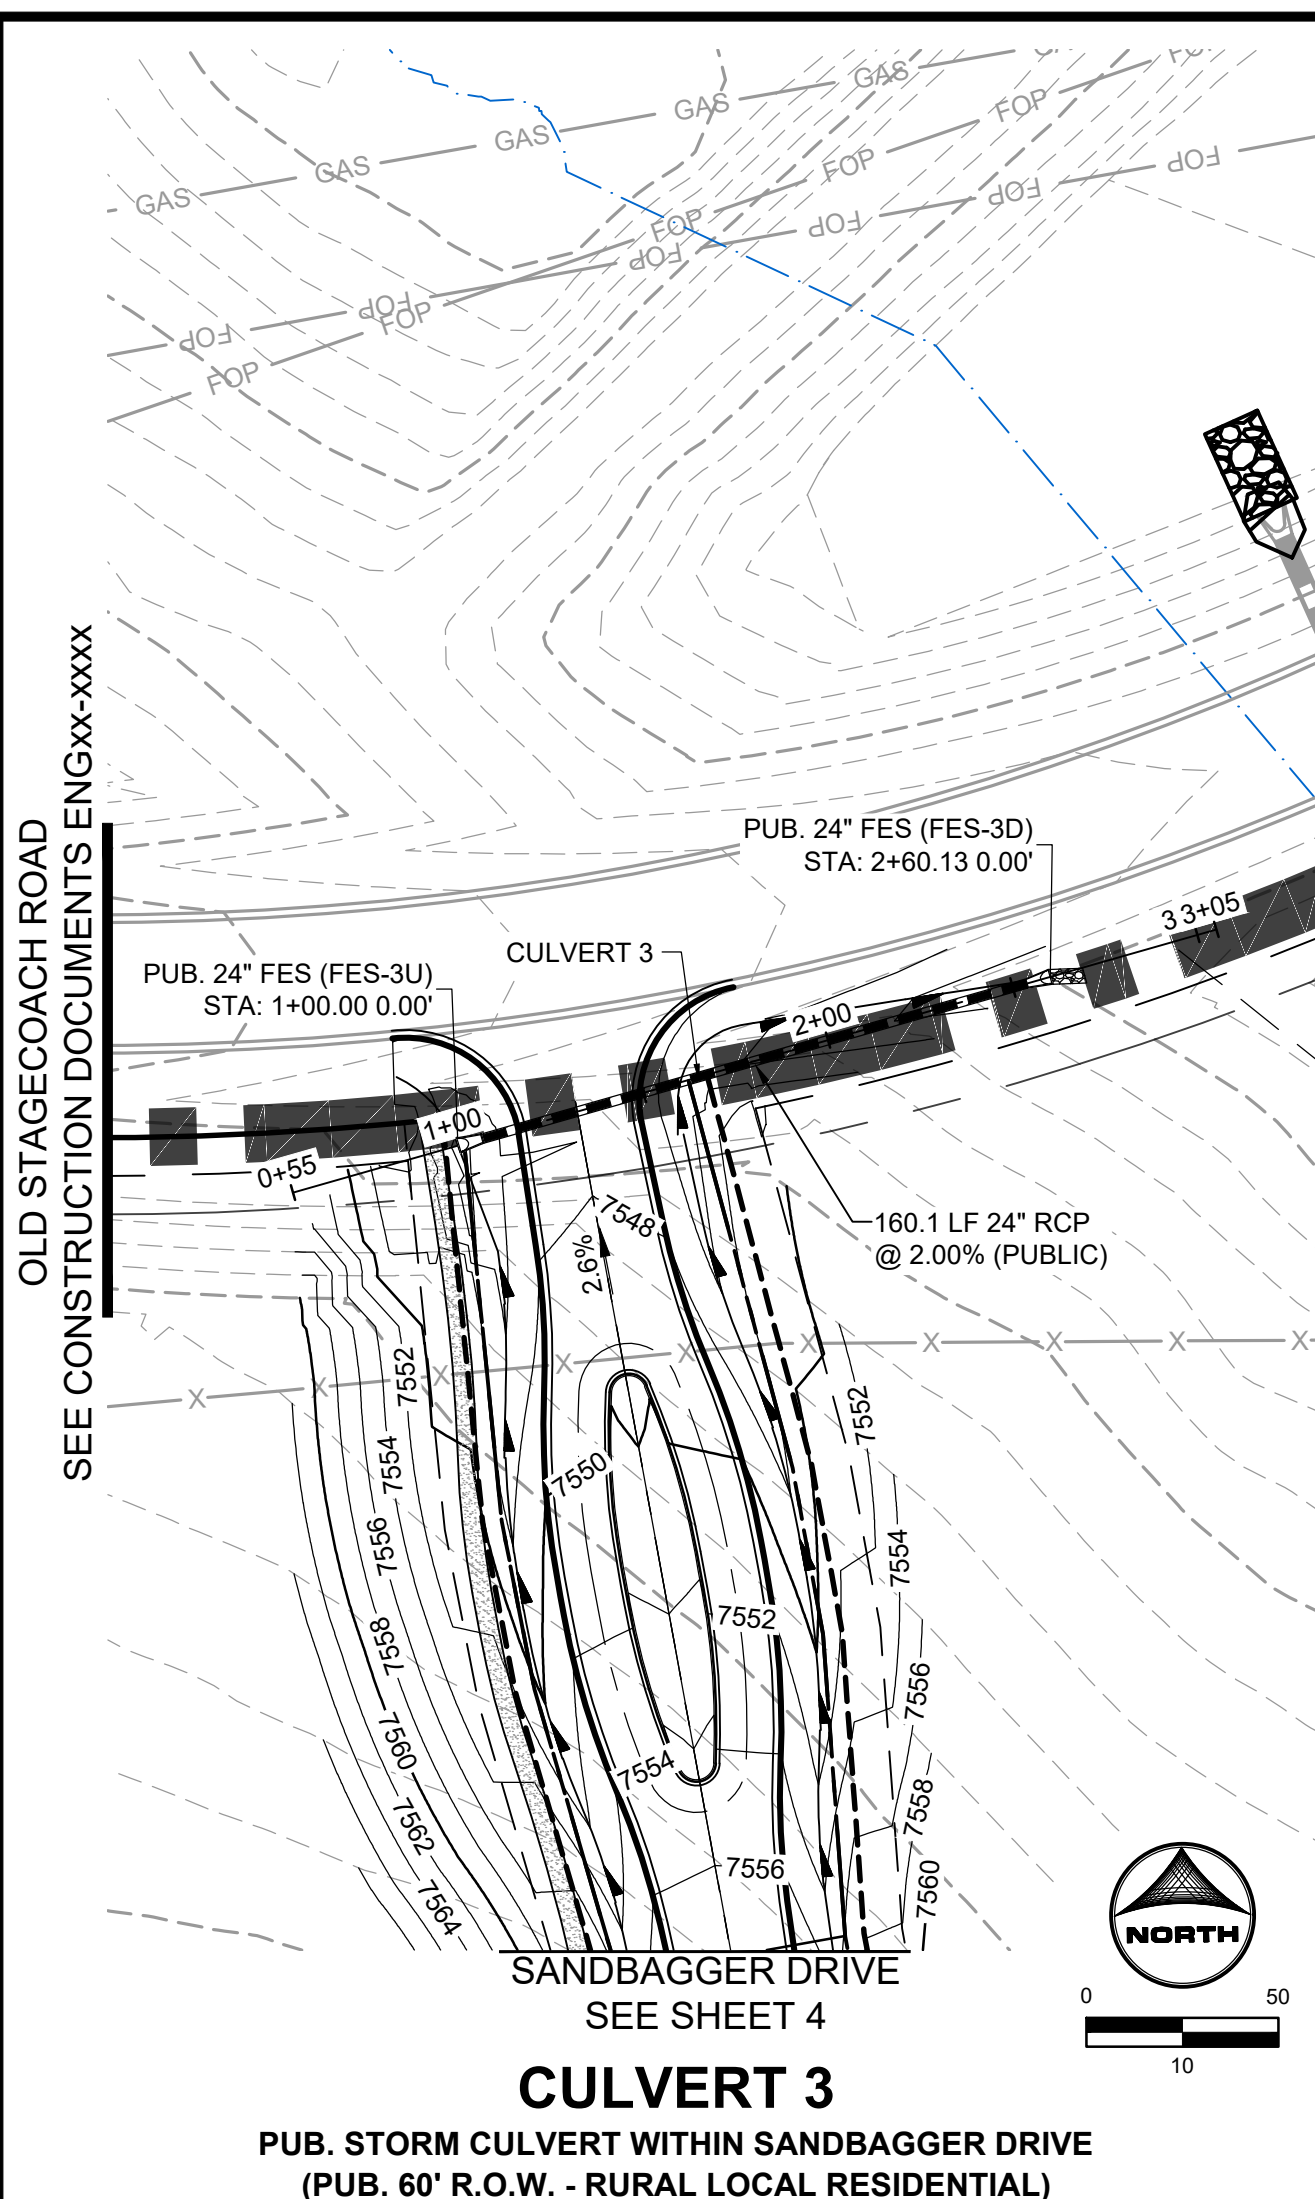 GAS
GAS
GAS
GAS
GAS
FOP
FOP
FOP
FOP
FOP
FOP
FOP
FOP
FOP
FOP
FOP
OLD STAGECOACH ROAD
SEE CONSTRUCTION DOCUMENTS ENGxx-xxxx
PUB. 24" FES (FES-3D)
STA: 2+60.13 0.00'
3 3+05
CULVERT 3
PUB. 24" FES (FES-3U)
STA: 1+00.00 0.00'
2+00
1+00
0+55
7548
2.6%
160.1 LF 24" RCP
@ 2.00% (PUBLIC)
X
X
X
X
X
X
X
X
X
X
7552
7552
7554
7550
7556
7554
7552
7558
7556
7560
7554
7558
7562
7556
7560
7564
NORTH
SANDBAGGER DRIVE
SEE SHEET 4
0 50
10
CULVERT 3
PUB. STORM CULVERT WITHIN SANDBAGGER DRIVE
(PUB. 60' R.O.W. - RURAL LOCAL RESIDENTIAL)